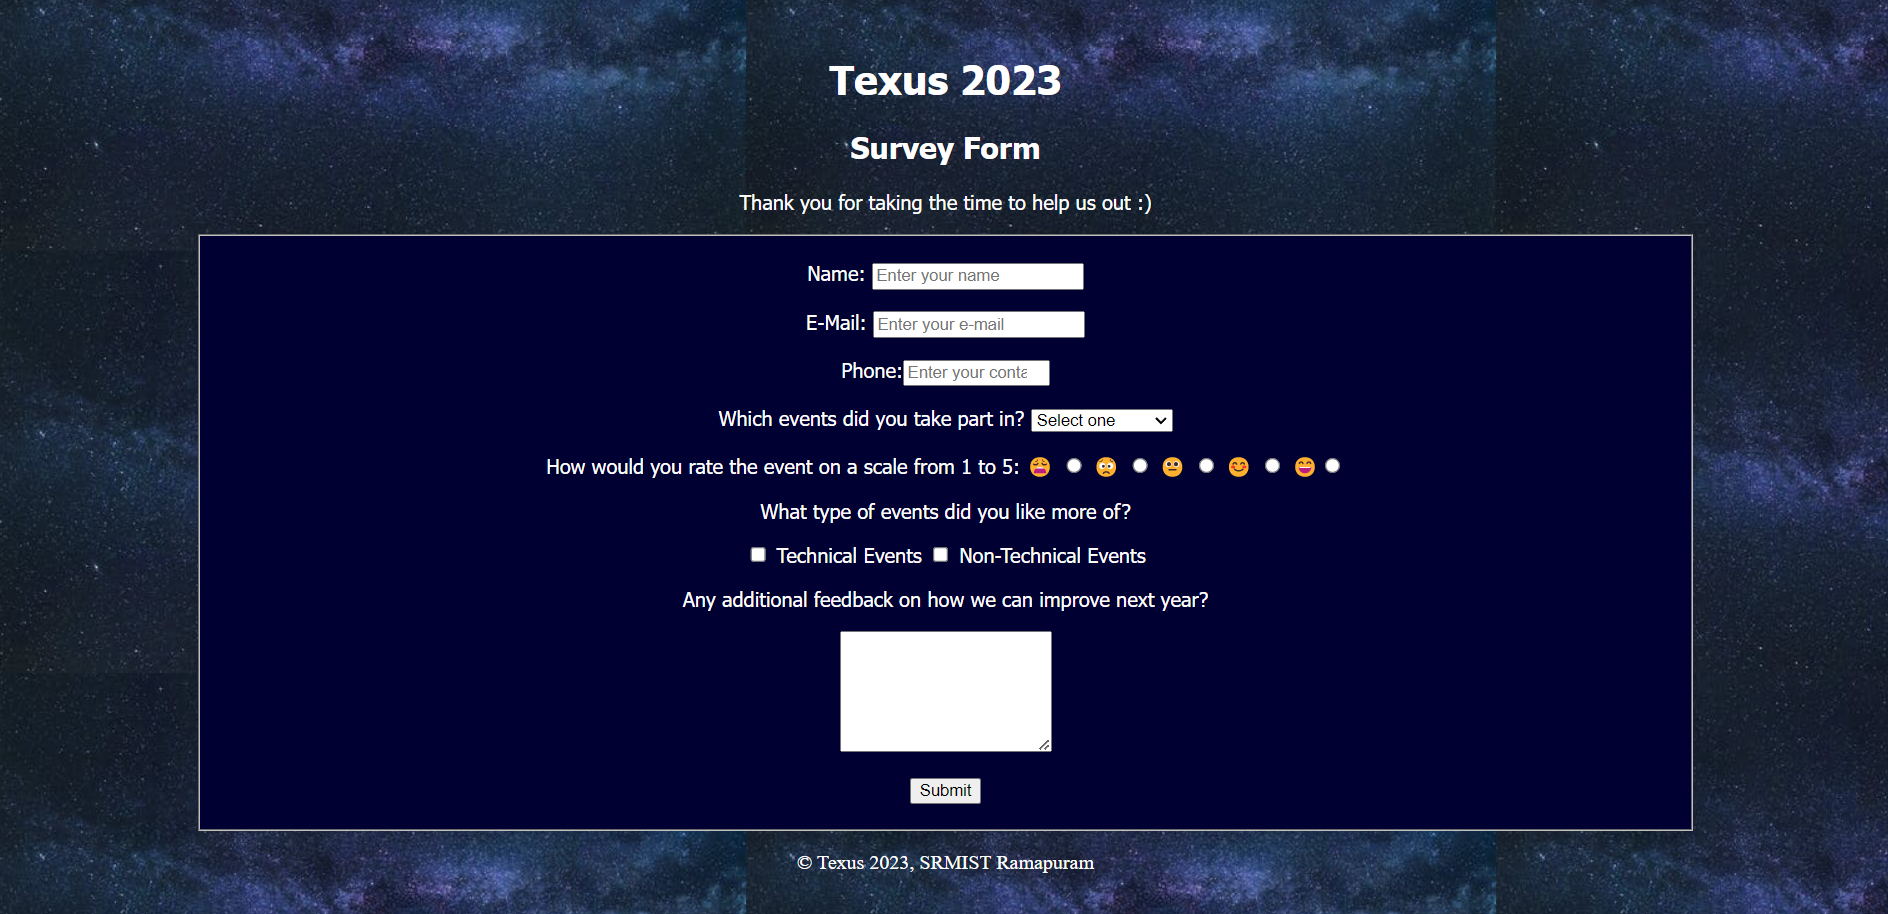 Texus 2023
Survey Form
Thank you for taking the time to help us out :)
Name: Enter your name
E-Mail: Enter your e-mail
Phone: Enter your conta
Which events did you take part in? Select one
How would you rate the event on a scale from 1 to 5: 😩 😟 😐 😊 😄
What type of events did you like more of?
Technical Events Non-Technical Events
Any additional feedback on how we can improve next year?
Submit
© Texus 2023, SRMIST Ramapuram